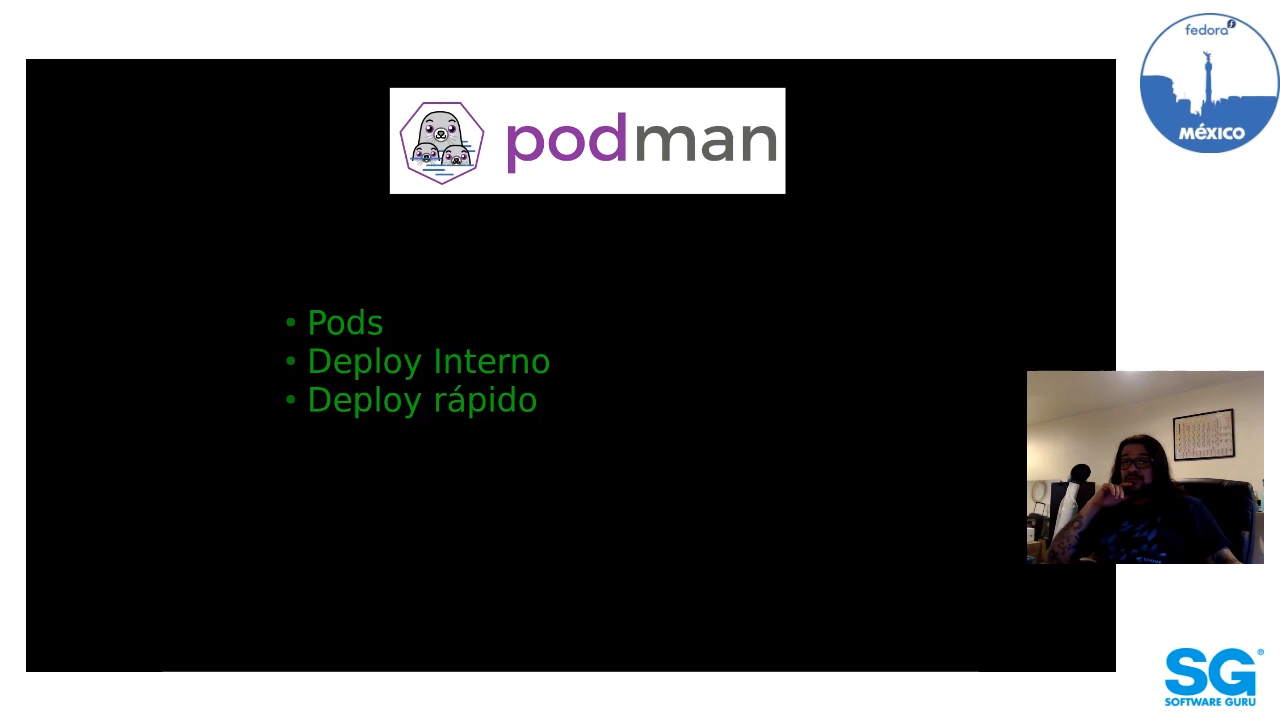 fedora
MÉXICO
podman
• Pods
• Deploy Interno
• Deploy rápido
SG®
SOFTWARE GURU